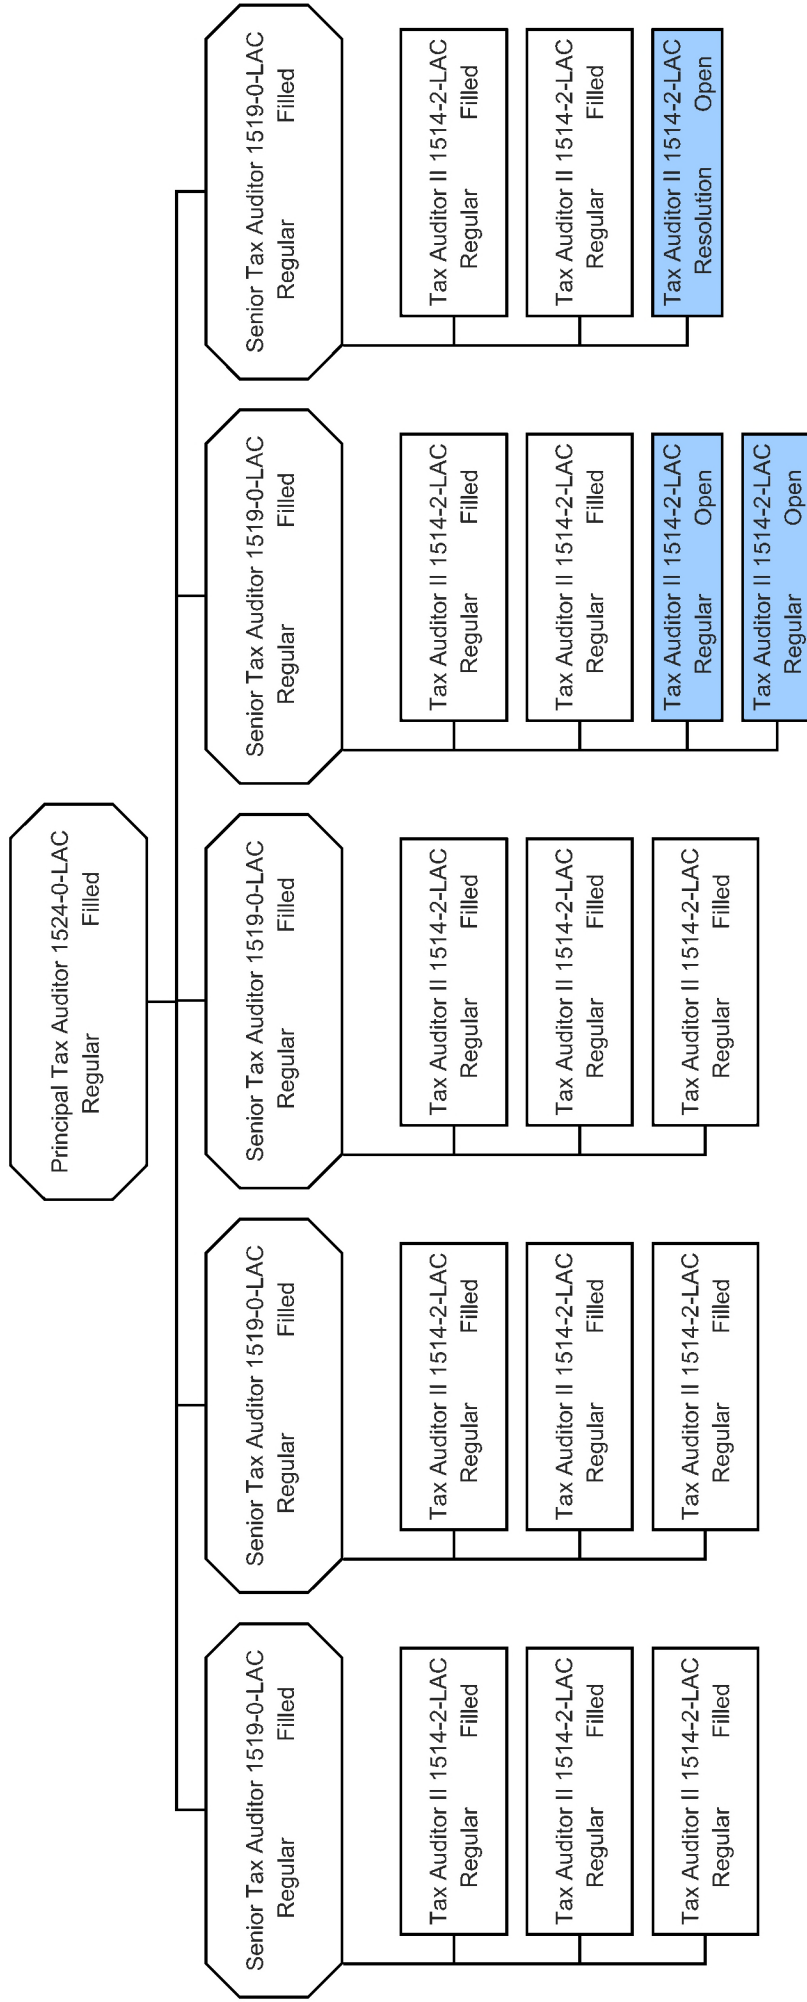 Principal Tax Auditor 1524-0-LAC
Regular Filled
Senior Tax Auditor 1519-0-LAC
Regular Filled
Tax Auditor II 1514-2-LAC
Regular Filled
Tax Auditor II 1514-2-LAC
Regular Filled
Tax Auditor II 1514-2-LAC
Regular Filled
Senior Tax Auditor 1519-0-LAC
Regular Filled
Tax Auditor II 1514-2-LAC
Regular Filled
Tax Auditor II 1514-2-LAC
Regular Filled
Tax Auditor II 1514-2-LAC
Regular Filled
Senior Tax Auditor 1519-0-LAC
Regular Filled
Tax Auditor II 1514-2-LAC
Regular Filled
Tax Auditor II 1514-2-LAC
Regular Filled
Tax Auditor II 1514-2-LAC
Regular Filled
Senior Tax Auditor 1519-0-LAC
Regular Filled
Tax Auditor II 1514-2-LAC
Regular Filled
Tax Auditor II 1514-2-LAC
Regular Filled
Tax Auditor II 1514-2-LAC
Regular Open
Tax Auditor II 1514-2-LAC
Regular Open
Senior Tax Auditor 1519-0-LAC
Regular Filled
Tax Auditor II 1514-2-LAC
Regular Filled
Tax Auditor II 1514-2-LAC
Regular Filled
Tax Auditor II 1514-2-LAC
Resolution Open